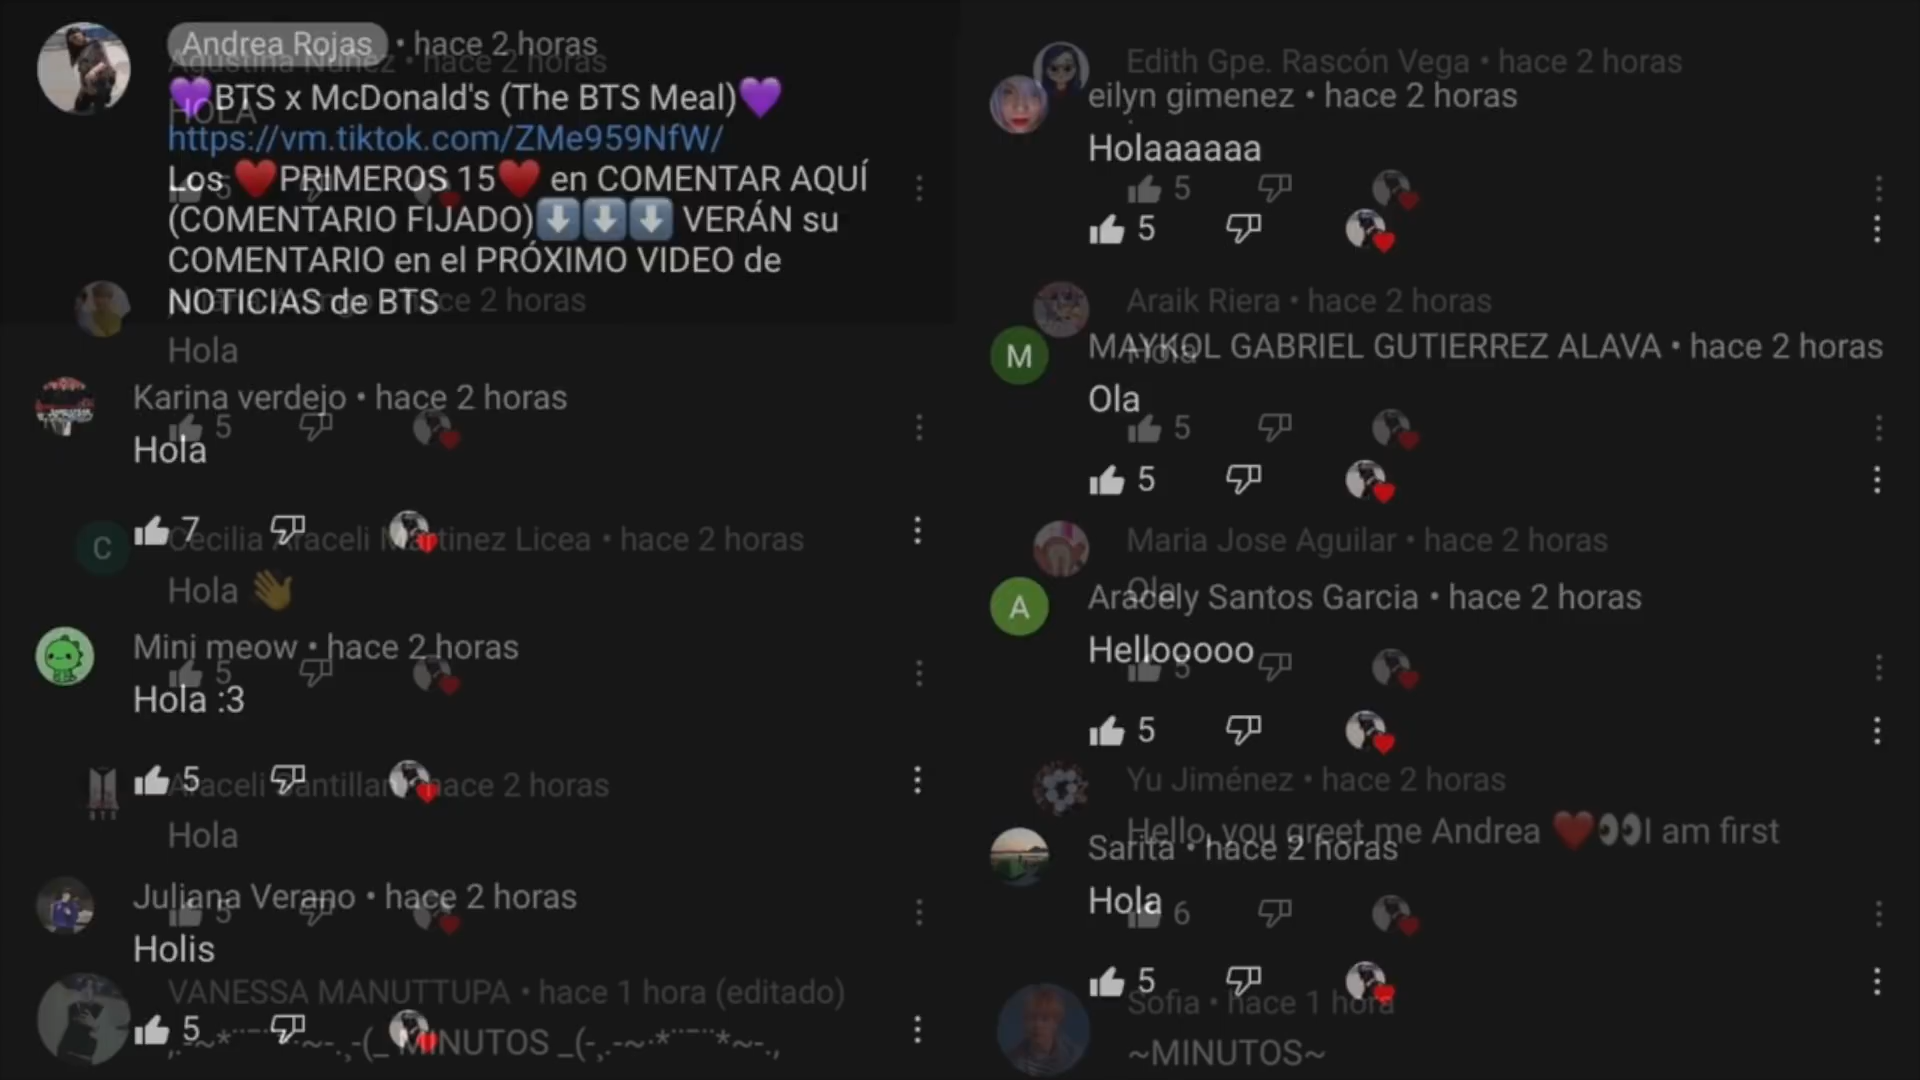 Andrea Rojas • hace 2 horas
💜BTS x McDonald's (The BTS Meal)💜
https://vm.tiktok.com/ZMe959NfW/
Los ❤️PRIMEROS 15❤️ en COMENTAR AQUÍ
(COMENTARIO FIJADO)⬇️⬇️⬇️ VERÁN su
COMENTARIO en el PRÓXIMO VIDEO de
NOTICIAS de BTS
Karina verdejo • hace 2 horas
Hola
7
Mini meow • hace 2 horas
Hola :3
5
Juliana Verano • hace 2 horas
Holis
5
eilyn gimenez • hace 2 horas
Holaaaaaa
5
M
MAYKOL GABRIEL GUTIERREZ ALAVA • hace 2 horas
Ola
5
A
Aracely Santos Garcia • hace 2 horas
Hellooooo
5
Sarita • hace 2 horas
Hola
5
hace 2 horas
HOLA
5
hace 2 horas
Hola
5
C
Cecilia Araceli Martinez Licea • hace 2 horas
Hola 👋
5
BTS
Araceli Santillan • hace 2 horas
Hola
5
VANESSA MANUTTUPA • hace 1 hora (editado)
MINUTOS
Edith Gpe. Rascón Vega • hace 2 horas
5
Araik Riera • hace 2 horas
Hola
5
Maria Jose Aguilar • hace 2 horas
Ola
5
Yu Jiménez • hace 2 horas
Hello, you greet me Andrea ❤️👀I am first
6
Sofia • hace 1 hora
~MINUTOS~